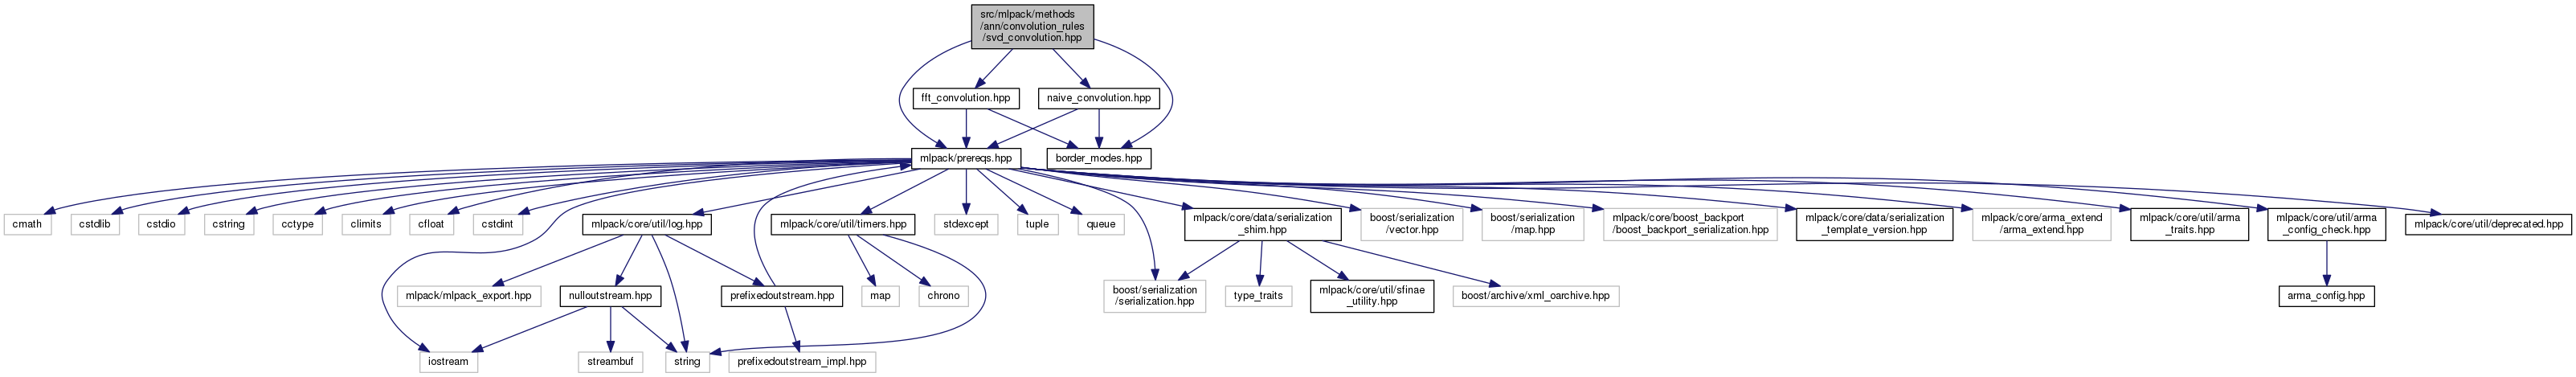 src/mlpack/methods
/ann/convolution_rules
/svd_convolution.hpp
fft_convolution.hpp
naive_convolution.hpp
mlpack/prereqs.hpp
border_modes.hpp
cmath
cstdlib
cstdio
cstring
cctype
climits
cfloat
cstdint
mlpack/core/util/log.hpp
mlpack/core/util/timers.hpp
stdexcept
tuple
queue
mlpack/core/data/serialization
_shim.hpp
boost/serialization
/vector.hpp
boost/serialization
/map.hpp
mlpack/core/boost_backport
/boost_backport_serialization.hpp
mlpack/core/data/serialization
_template_version.hpp
mlpack/core/arma_extend
/arma_extend.hpp
mlpack/core/util/arma
_traits.hpp
mlpack/core/util/arma
_config_check.hpp
mlpack/core/util/deprecated.hpp
mlpack/mlpack_export.hpp
nulloutstream.hpp
prefixedoutstream.hpp
map
chrono
boost/serialization
/serialization.hpp
type_traits
mlpack/core/util/sfinae
_utility.hpp
boost/archive/xml_oarchive.hpp
arma_config.hpp
iostream
streambuf
string
prefixedoutstream_impl.hpp